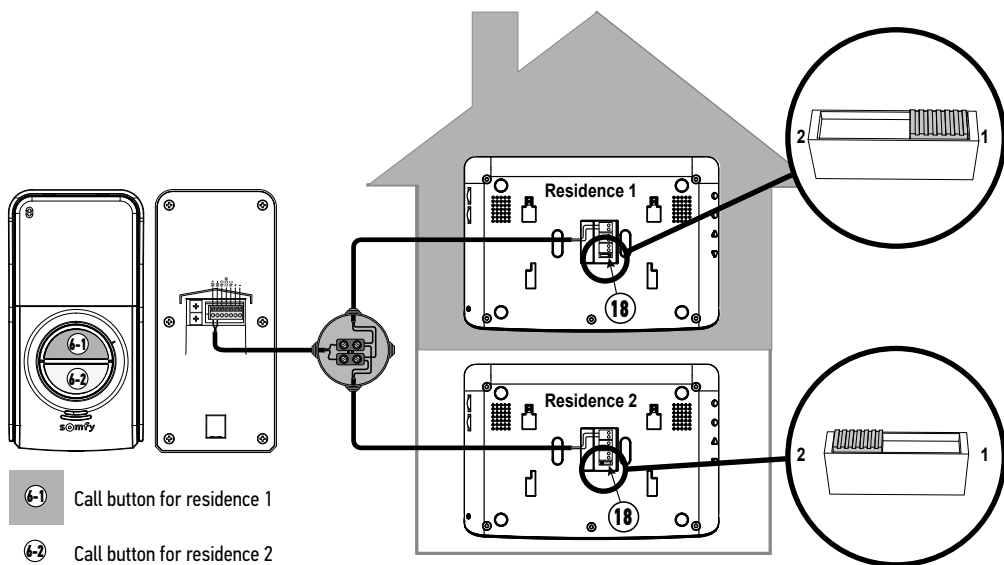 2
1
Residence 1
18
6-1
6-2
somfy
Residence 2
2
1
18
6-1 Call button for residence 1
6-2 Call button for residence 2